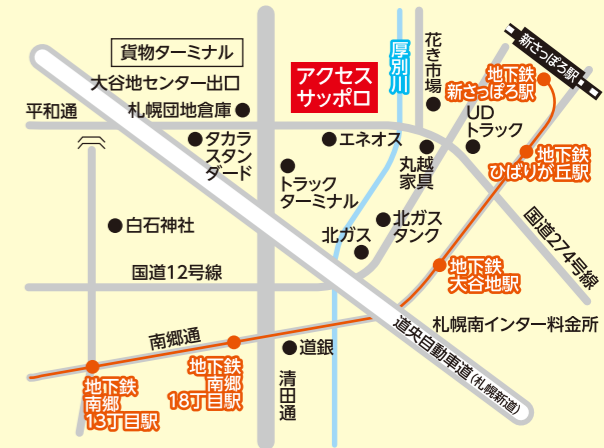 貨物ターミナル
大谷地センター出口
平和通
札幌団地倉庫
アクセス
サッポロ
厚別川
花き市場
新さっぽろ駅
地下鉄
新さっぽろ駅
UD
トラック
タカラ
スタン
ダード
エネオス
トラック
ターミナル
丸越
家具
地下鉄
ひばりが丘駅
白石神社
北ガス
タンク
北ガス
国道274号線
国道12号線
地下鉄
大谷地駅
南郷通
道銀
札幌南インター料金所
道央自動車道(札幌新道)
清田通
地下鉄
南郷
18丁目駅
地下鉄
南郷
13丁目駅